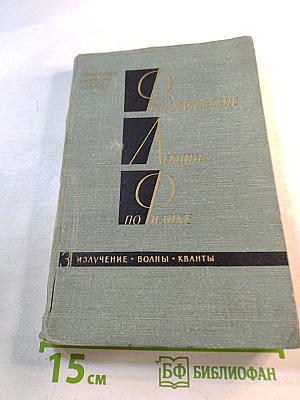 Фейнмановские
Лекции
по Физике
3 ИЗЛУЧЕНИЕ • ВОЛНЫ • КВАНТЫ
15 см
БФ БИБЛИОФАН